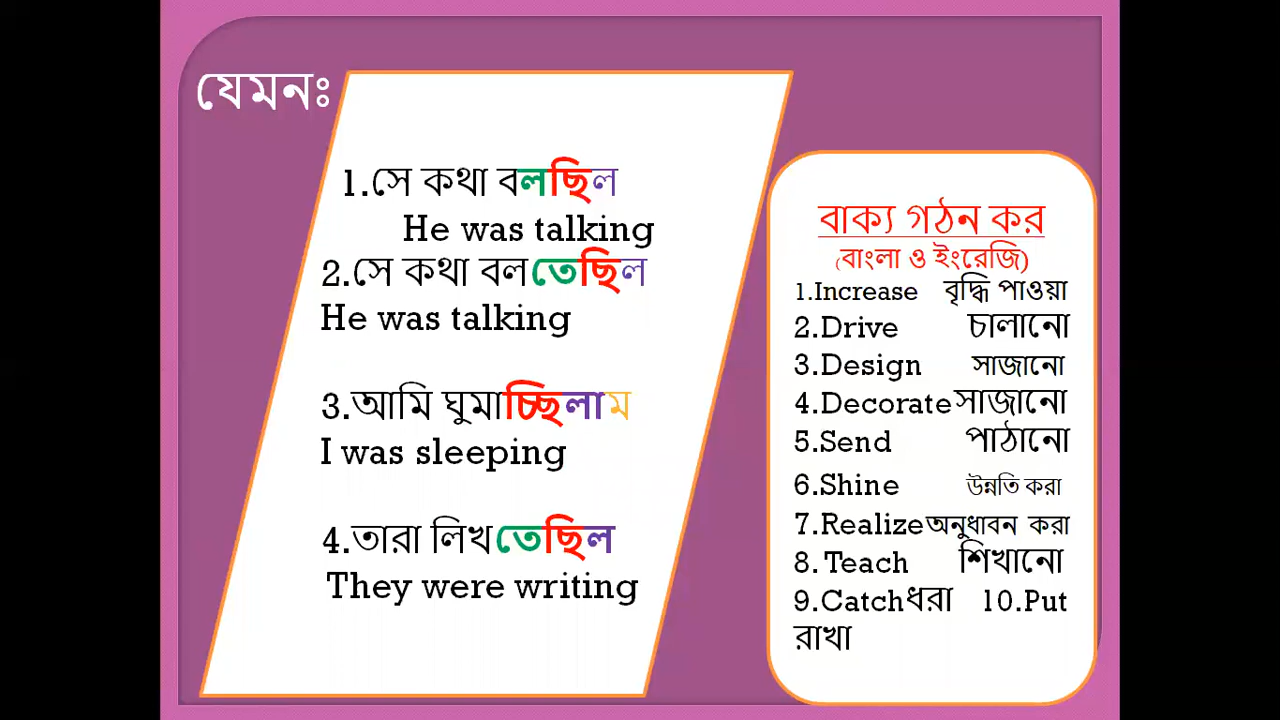 যেমনঃ
1.সে কথা বলছিল
He was talking
2.সে কথা বলতেছিল
He was talking
3.আমি ঘুমাচ্ছিলাম
I was sleeping
4.তারা লিখতেছিল
They were writing
বাক্য গঠন কর
(বাংলা ও ইংরেজি)
1.Increase বৃদ্ধি পাওয়া
2.Drive চালানো
3.Design সাজানো
4.Decorate সাজানো
5.Send পাঠানো
6.Shine উন্নতি করা
7.Realize অনুধাবন করা
8. Teach শিখানো
9.Catch ধরা 10.Put
রাখা